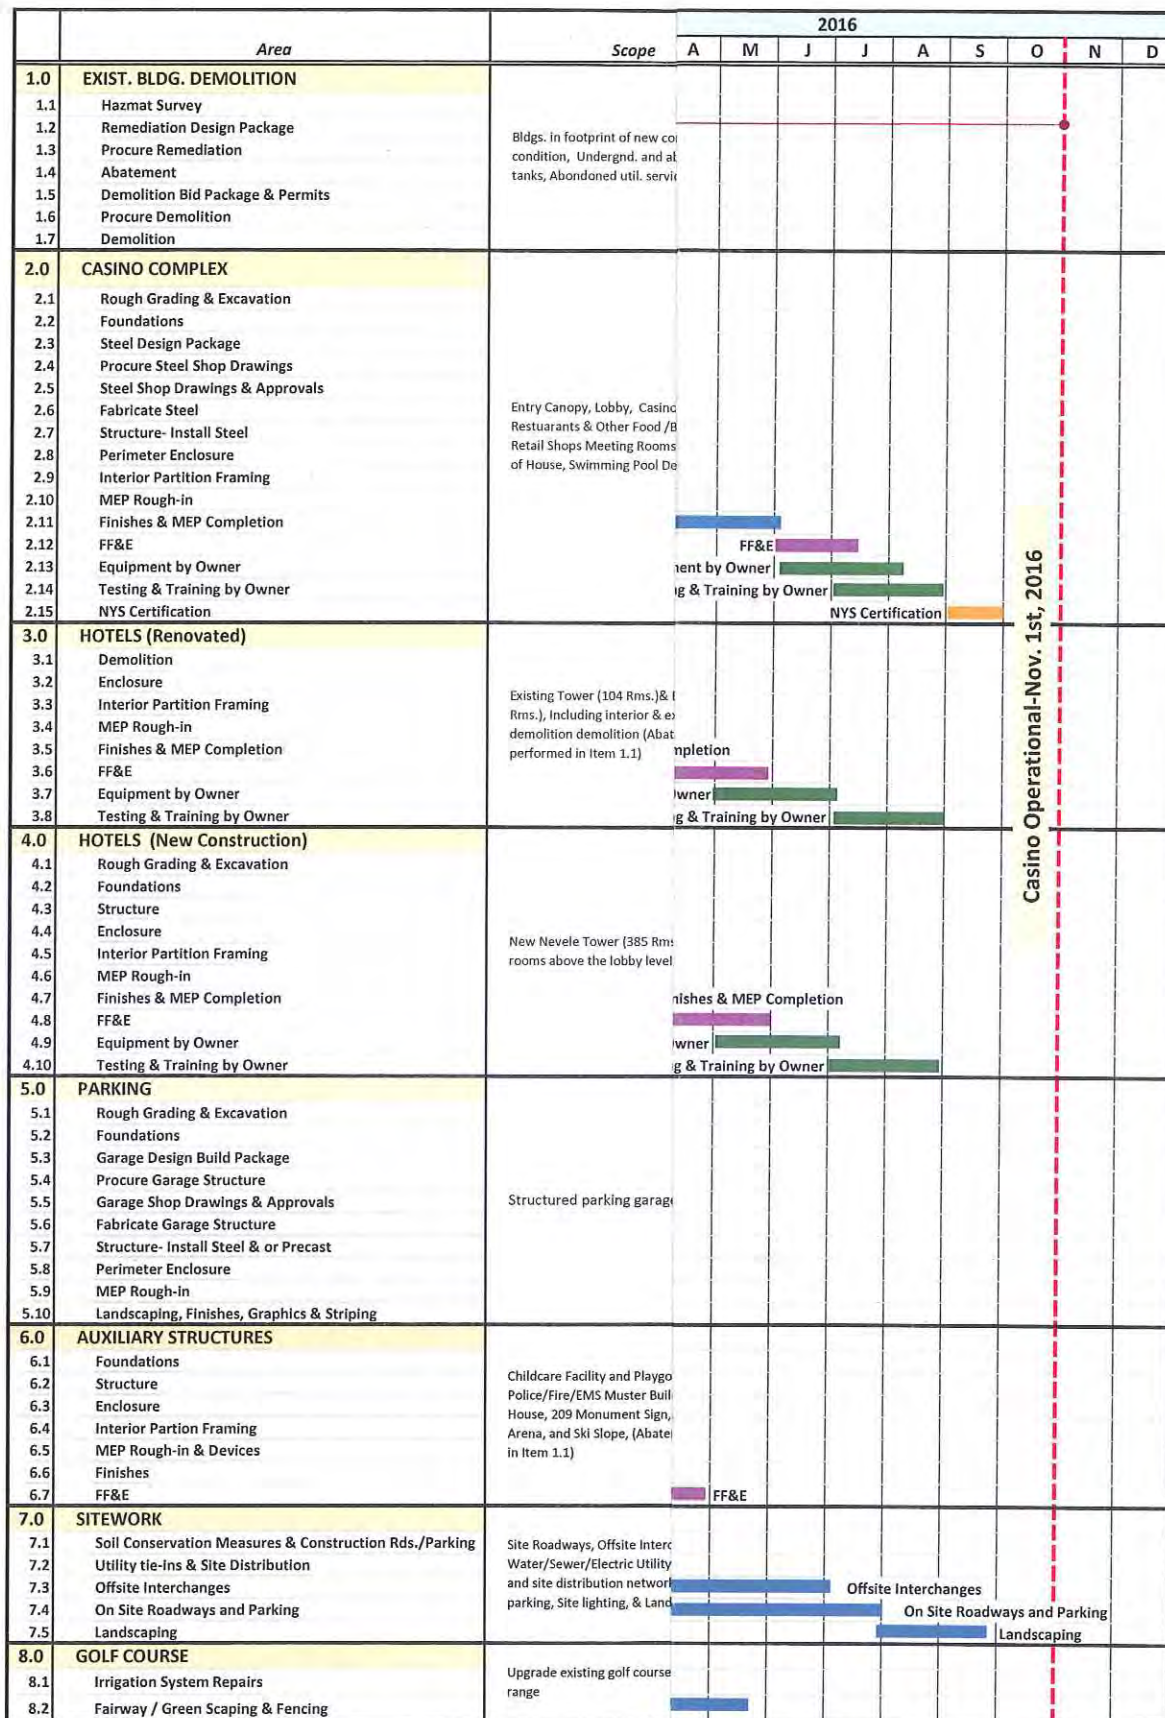 2016
Area Scope A M J J A S O N D
1.0 EXIST. BLDG. DEMOLITION
1.1 Hazmat Survey
1.2 Remediation Design Package
1.3 Procure Remediation
1.4 Abatement
1.5 Demolition Bid Package & Permits
1.6 Procure Demolition
1.7 Demolition
Bldgs. in footprint of new
condition, Undergnd. and
tanks, Abondoned util.
2.0 CASINO COMPLEX
2.1 Rough Grading & Excavation
2.2 Foundations
2.3 Steel Design Package
2.4 Procure Steel Shop Drawings
2.5 Steel Shop Drawings & Approvals
2.6 Fabricate Steel
2.7 Structure- Install Steel
2.8 Perimeter Enclosure
2.9 Interior Partition Framing
2.10 MEP Rough-in
2.11 Finishes & MEP Completion
2.12 FF&E FF&E
2.13 Equipment by Owner ment by Owner
2.14 Testing & Training by Owner g & Training by Owner
2.15 NYS Certification NYS Certification
Entry Canopy, Lobby, Casino
Restuarants & Other Food /B
Retail Shops Meeting Rooms
of House, Swimming Pool De
3.0 HOTELS (Renovated)
3.1 Demolition
3.2 Enclosure
3.3 Interior Partition Framing
3.4 MEP Rough-in
3.5 Finishes & MEP Completion mpletion
3.6 FF&E
3.7 Equipment by Owner Owner
3.8 Testing & Training by Owner g & Training by Owner
Existing Tower (104 Rms.)&
Rms.), Including interior & ex
demolition demolition (Abat
performed in Item 1.1)
4.0 HOTELS (New Construction)
4.1 Rough Grading & Excavation
4.2 Foundations
4.3 Structure
4.4 Enclosure
4.5 Interior Partition Framing
4.6 MEP Rough-in
4.7 Finishes & MEP Completion nishes & MEP Completion
4.8 FF&E
4.9 Equipment by Owner wner
4.10 Testing & Training by Owner g & Training by Owner
New Nevele Tower (385 Rms
rooms above the lobby level
Casino Operational-Nov. 1st, 2016
5.0 PARKING
5.1 Rough Grading & Excavation
5.2 Foundations
5.3 Garage Design Build Package
5.4 Procure Garage Structure
5.5 Garage Shop Drawings & Approvals
5.6 Fabricate Garage Structure
5.7 Structure- Install Steel & or Precast
5.8 Perimeter Enclosure
5.9 MEP Rough-in
5.10 Landscaping, Finishes, Graphics & Striping
Structured parking garage
6.0 AUXILIARY STRUCTURES
6.1 Foundations
6.2 Structure
6.3 Enclosure
6.4 Interior Partion Framing
6.5 MEP Rough-in & Devices
6.6 Finishes
6.7 FF&E FF&E
Childcare Facility and Playgo
Police/Fire/EMS Muster Buil
House, 209 Monument Sign,
Arena, and Ski Slope, (Abate
in Item 1.1)
7.0 SITEWORK
7.1 Soil Conservation Measures & Construction Rds./Parking
7.2 Utility tie-ins & Site Distribution
7.3 Offsite Interchanges Offsite Interchanges
7.4 On Site Roadways and Parking On Site Roadways and Parking
7.5 Landscaping Landscaping
Site Roadways, Offsite Interc
Water/Sewer/Electric Utility
and site distribution network
parking, Site lighting, & Land
8.0 GOLF COURSE
8.1 Irrigation System Repairs
8.2 Fairway / Green Scaping & Fencing
Upgrade existing golf course
range